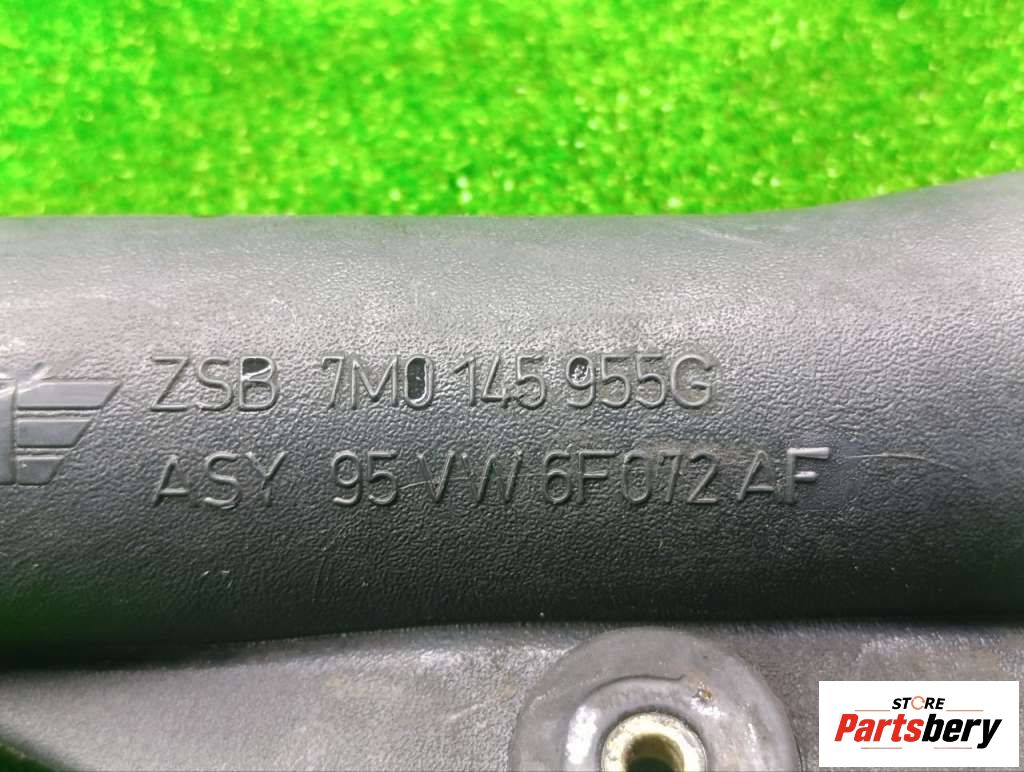 ZSB 7M0 145 955G
ASY 95 VW 6F072 AF
STORE
Partsbery